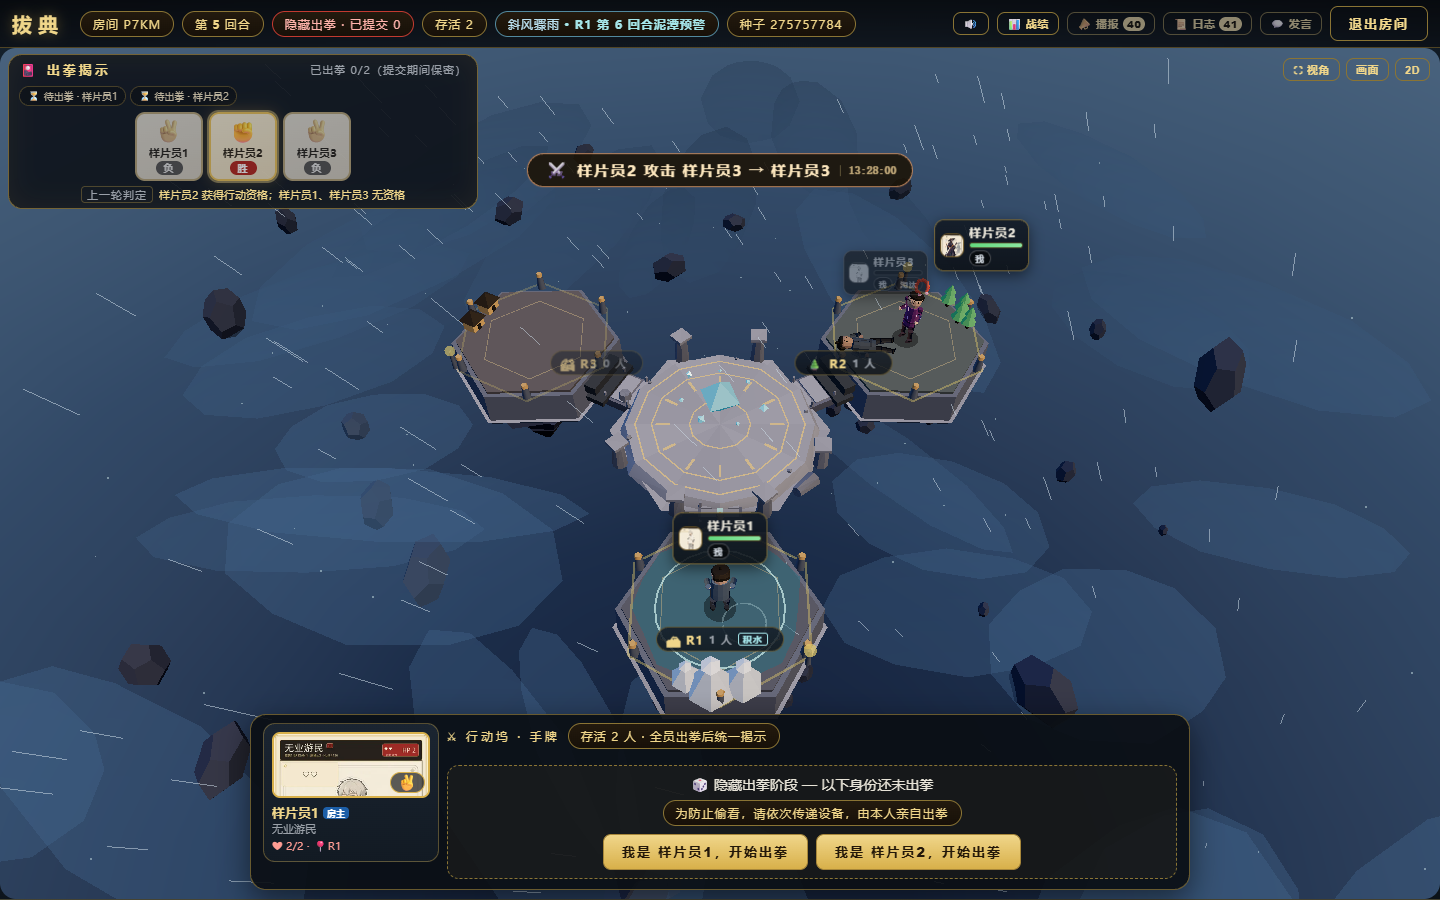 拔典
房间 P7KM
第 5 回合
隐藏出拳 · 已提交 0
存活 2
斜风骤雨 • R1 第 6 回合泥潭预警
种子 275757784
战绩
播报 40
日志 41
发言
退出房间
出拳揭示
已出拳 0/2（提交期间保密）
待出拳 · 样片员1
待出拳 · 样片员2
样片员1
负
样片员2
胜
样片员3
负
上一轮判定
样片员2 获得行动资格；样片员1、样片员3 无资格
视角
画面
2D
样片员2 攻击 样片员3 → 样片员3
13:28:00
样片员2
我
样片员3
我 · 淘汰
R3 0 人
R2 1 人
样片员1
我
R1 1 人 积水
无业游民
HP 2
样片员1 房主
无业游民
2/2 · R1
行动坞 · 手牌
存活 2 人 · 全员出拳后统一揭示
隐藏出拳阶段 — 以下身份还未出拳
为防止偷看，请依次传递设备，由本人亲自出拳
我是 样片员1，开始出拳
我是 样片员2，开始出拳